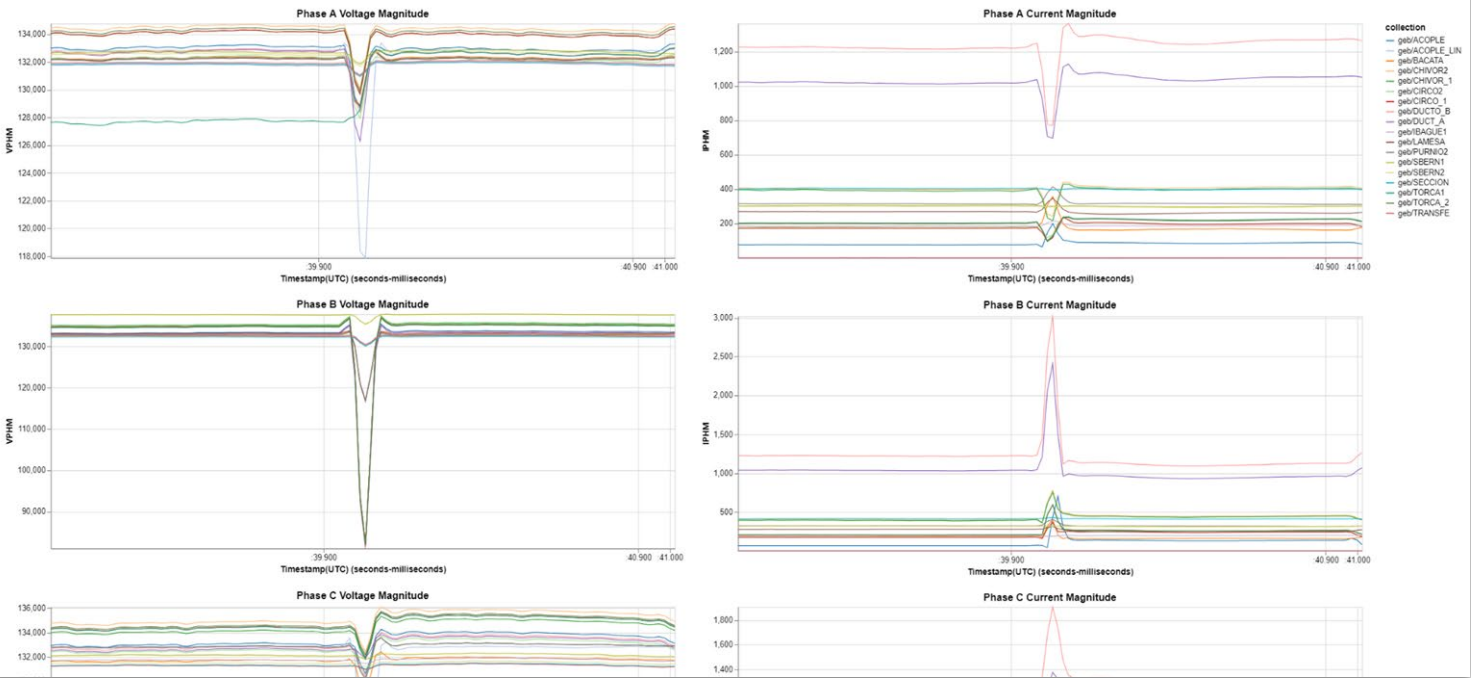 Phase A Voltage Magnitude
134,000
132,000
130,000
128,000
126,000
124,000
122,000
120,000
118,000
VPHM
:39 900
:40 900
:41 000
Timestamp(UTC) (seconds-milliseconds)
Phase A Current Magnitude
1,200
1,000
800
600
400
200
IPHM
:39 900
:40 900
:41 000
Timestamp(UTC) (seconds-milliseconds)
collection
geb/ACOPLE
geb/ACOPLE_LIN
geb/BACATA
geb/CHIVOR2
geb/CHIVOR_1
geb/CIRCO2
geb/CIRCO_1
geb/DUCTO_B
geb/DUCT_A
geb/IBAGUE1
geb/LAMESA
geb/PURNIO2
geb/SBERN1
geb/SBERN2
geb/SECCION
geb/TORCA1
geb/TORCA_2
geb/TRANSFE
Phase B Voltage Magnitude
130,000
120,000
110,000
100,000
90,000
VPHM
:39 900
:40 900
:41 000
Timestamp(UTC) (seconds-milliseconds)
Phase B Current Magnitude
3,000
2,500
2,000
1,500
1,000
500
IPHM
:39 900
:40 900
:41 000
Timestamp(UTC) (seconds-milliseconds)
Phase C Voltage Magnitude
136,000
134,000
132,000
Phase C Current Magnitude
1,800
1,600
1,400